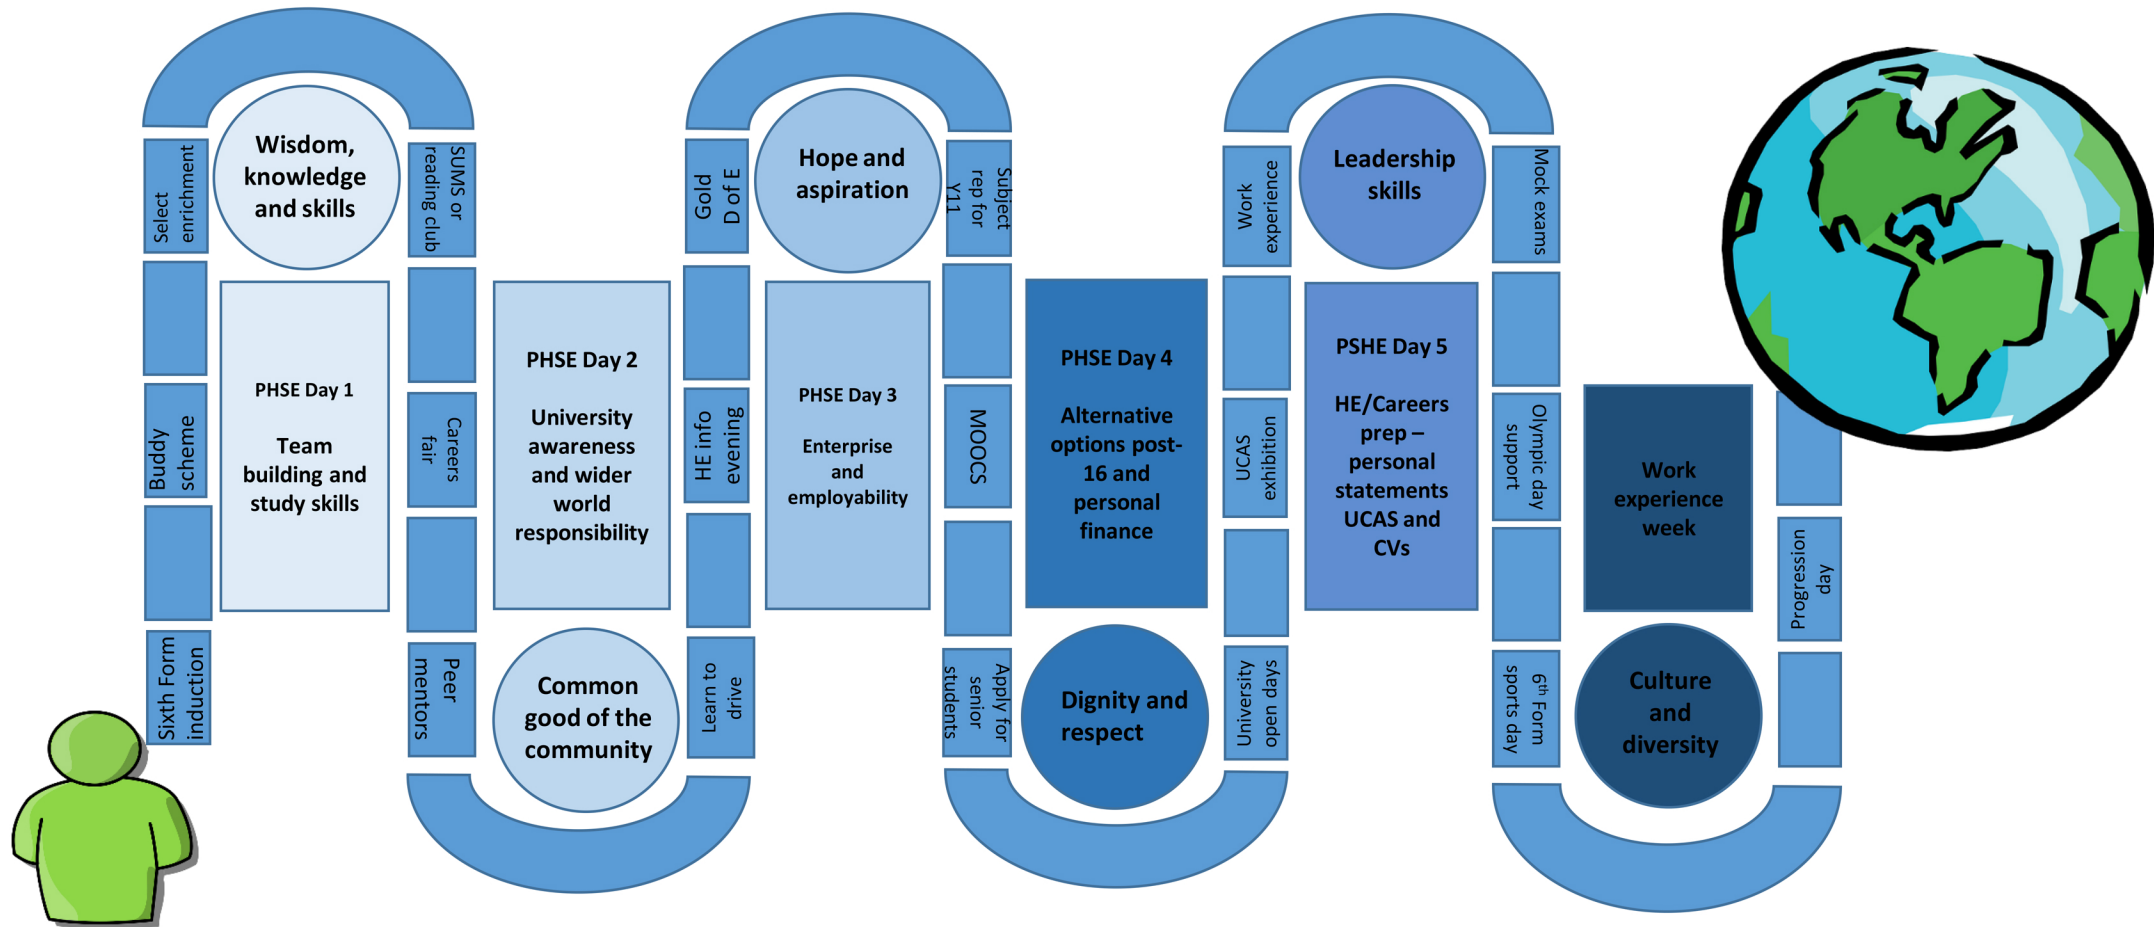 Sixth Form
induction
Buddy
scheme
Select
enrichment
Wisdom,
knowledge
and skills
PHSE Day 1
Team
building and
study skills
SUMS or
reading club
Careers
fair
Peer
mentors
PHSE Day 2
University
awareness
and wider
world
responsibility
Common
good of the
community
Learn to
drive
HE info
evening
Gold
D of E
Hope and
aspiration
PHSE Day 3
Enterprise
and
employability
Subject
rep for
Y11
MOOCS
Apply for
senior
students
PHSE Day 4
Alternative
options post-
16 and
personal
finance
Dignity and
respect
University
open days
UCAS
exhibition
Work
experience
Leadership
skills
PSHE Day 5
HE/Careers
prep –
personal
statements
UCAS and
CVs
Mock exams
Olympic day
support
6th Form
sports day
Work
experience
week
Culture
and
diversity
Progression
day